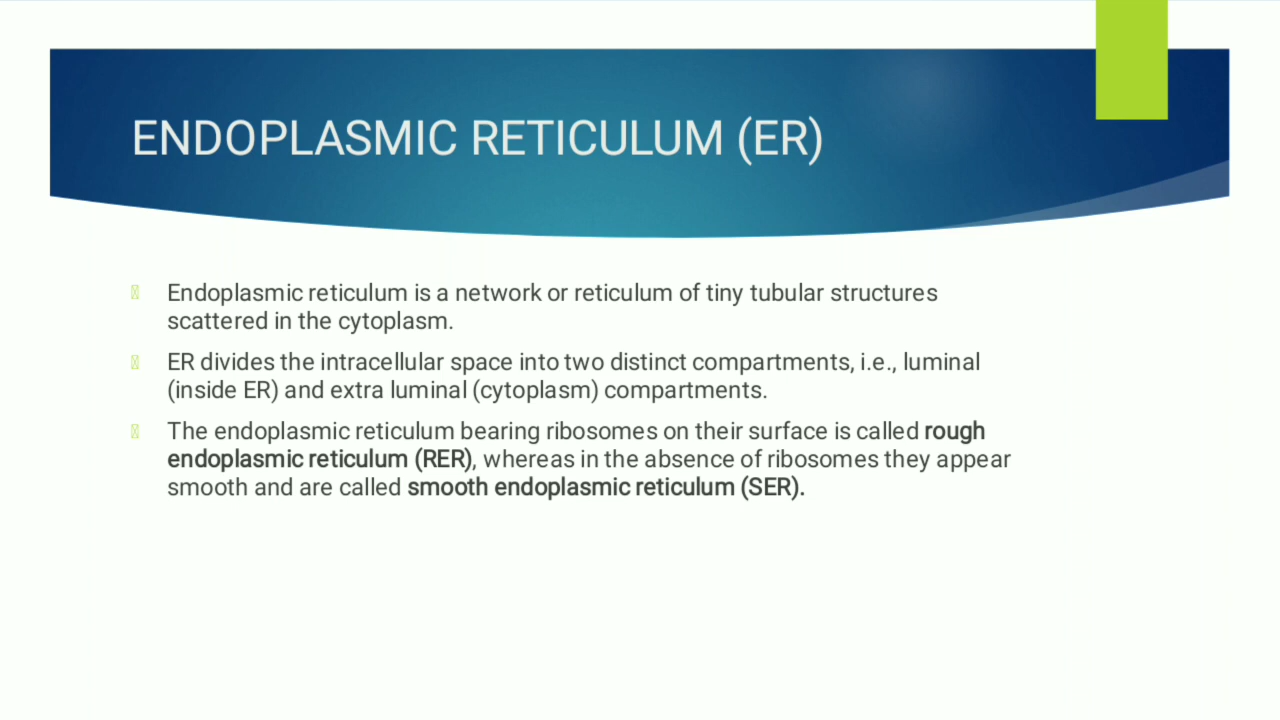 ENDOPLASMIC RETICULUM (ER)
Endoplasmic reticulum is a network or reticulum of tiny tubular structures
scattered in the cytoplasm.
ER divides the intracellular space into two distinct compartments, i.e., luminal
(inside ER) and extra luminal (cytoplasm) compartments.
The endoplasmic reticulum bearing ribosomes on their surface is called rough
endoplasmic reticulum (RER), whereas in the absence of ribosomes they appear
smooth and are called smooth endoplasmic reticulum (SER).